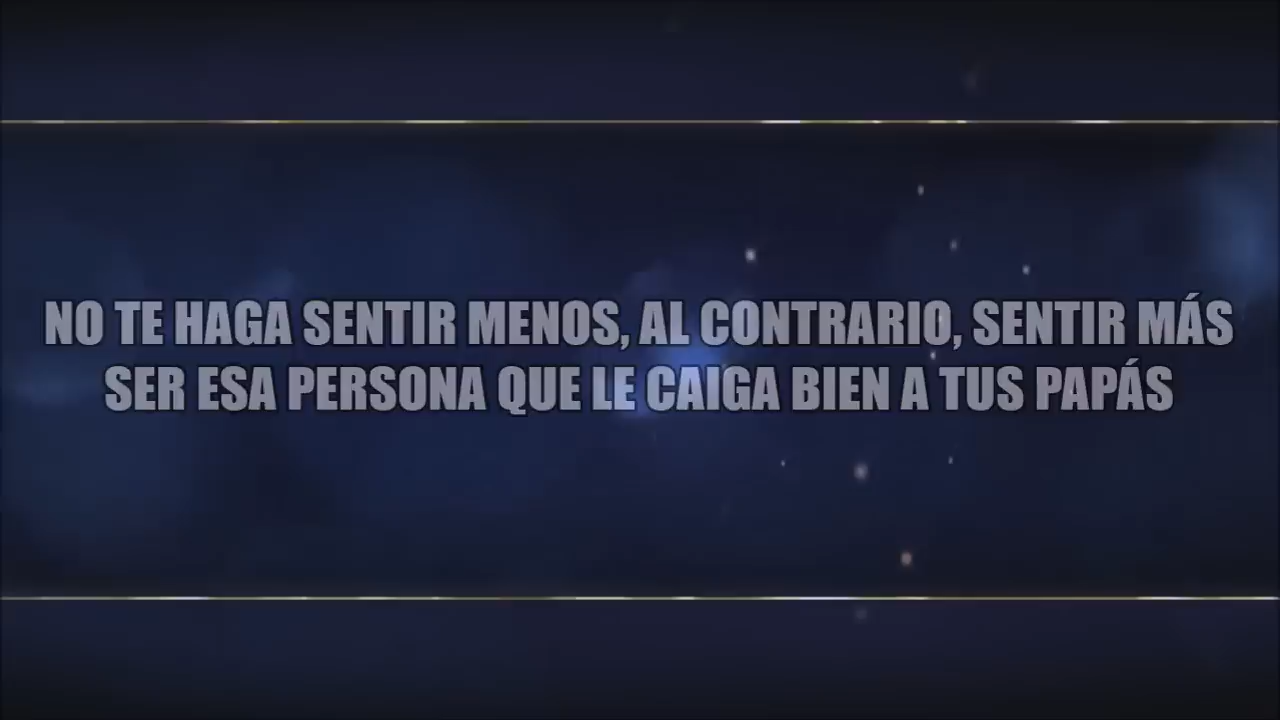 NO TE HAGA SENTIR MENOS, AL CONTRARIO, SENTIR MÁS
SER ESA PERSONA QUE LE CAIGA BIEN A TUS PAPÁS